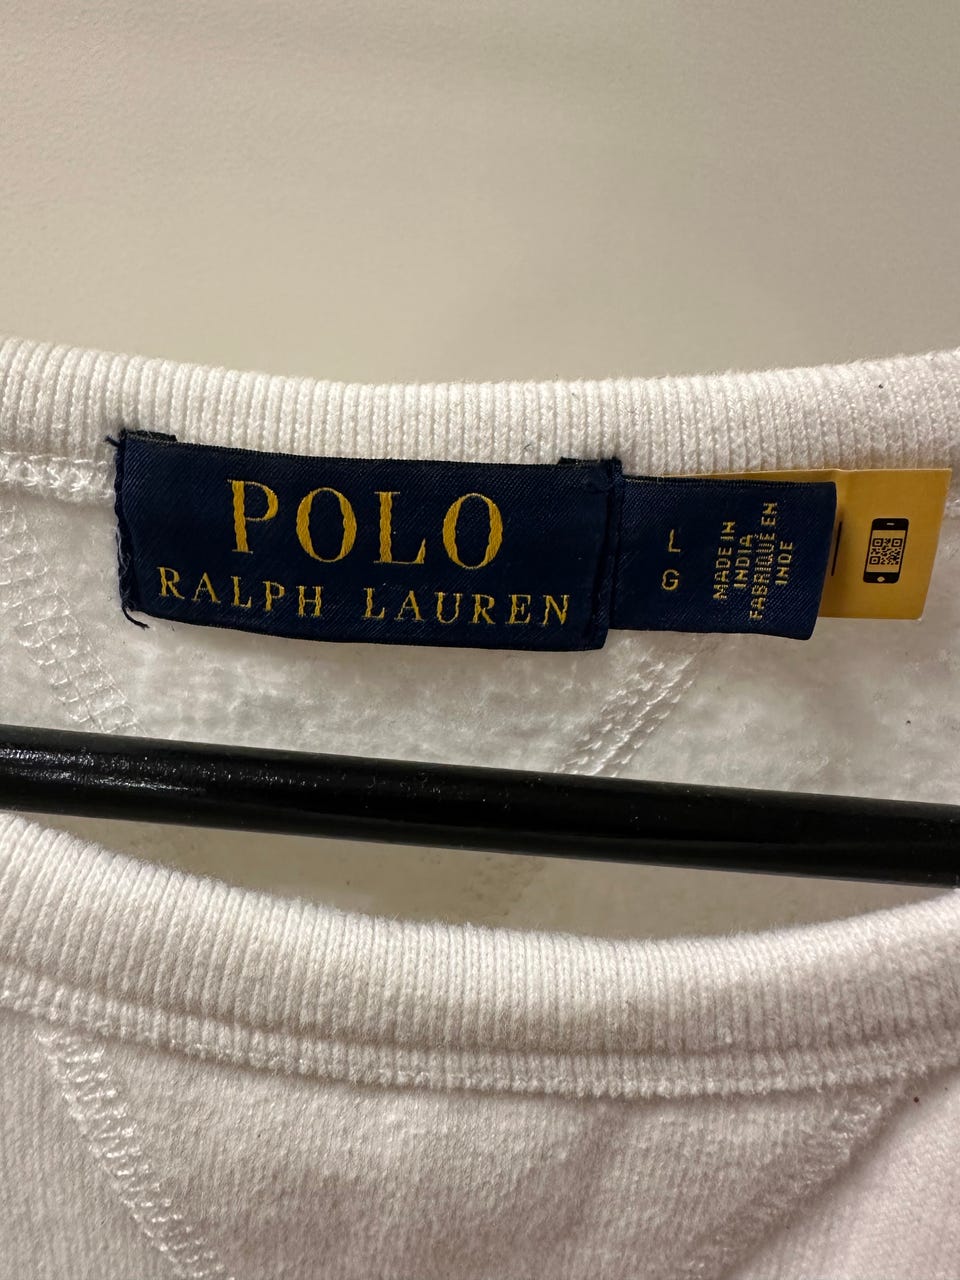 POLO
RALPH LAUREN
L
G
MADE IN
INDIA
FABRIQUÉ EN
INDE